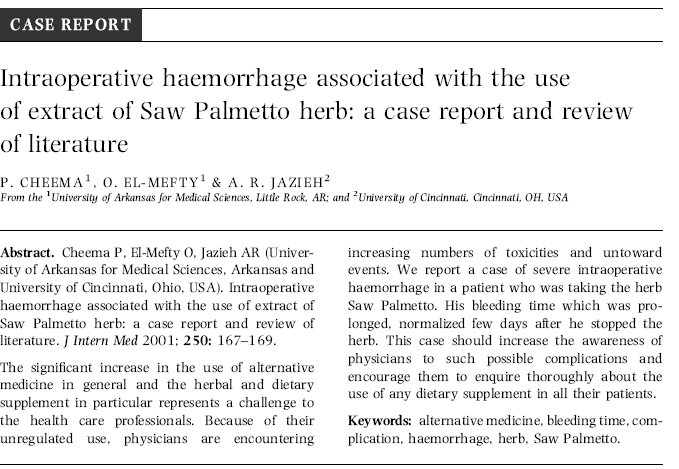 CASE REPORT
Intraoperative haemorrhage associated with the use
of extract of Saw Palmetto herb: a case report and review
of literature
P. CHEEMA¹, O. EL-MEFTY¹ & A. R. JAZIEH²
From the ¹University of Arkansas for Medical Sciences, Little Rock, AR; and ²University of Cincinnati, Cincinnati, OH, USA
Abstract. Cheema P, El-Mefty O, Jazieh AR (Univer-
sity of Arkansas for Medical Sciences, Arkansas and
University of Cincinnati, Ohio, USA). Intraoperative
haemorrhage associated with the use of extract of
Saw Palmetto herb: a case report and review of
literature. J Intern Med 2001; 250: 167–169.
The significant increase in the use of alternative
medicine in general and the herbal and dietary
supplement in particular represents a challenge to
the health care professionals. Because of their
unregulated use, physicians are encountering
increasing numbers of toxicities and untoward
events. We report a case of severe intraoperative
haemorrhage in a patient who was taking the herb
Saw Palmetto. His bleeding time which was pro-
longed, normalized few days after he stopped the
herb. This case should increase the awareness of
physicians to such possible complications and
encourage them to enquire thoroughly about the
use of any dietary supplement in all their patients.
Keywords: alternative medicine, bleeding time, com-
plication, haemorrhage, herb, Saw Palmetto.